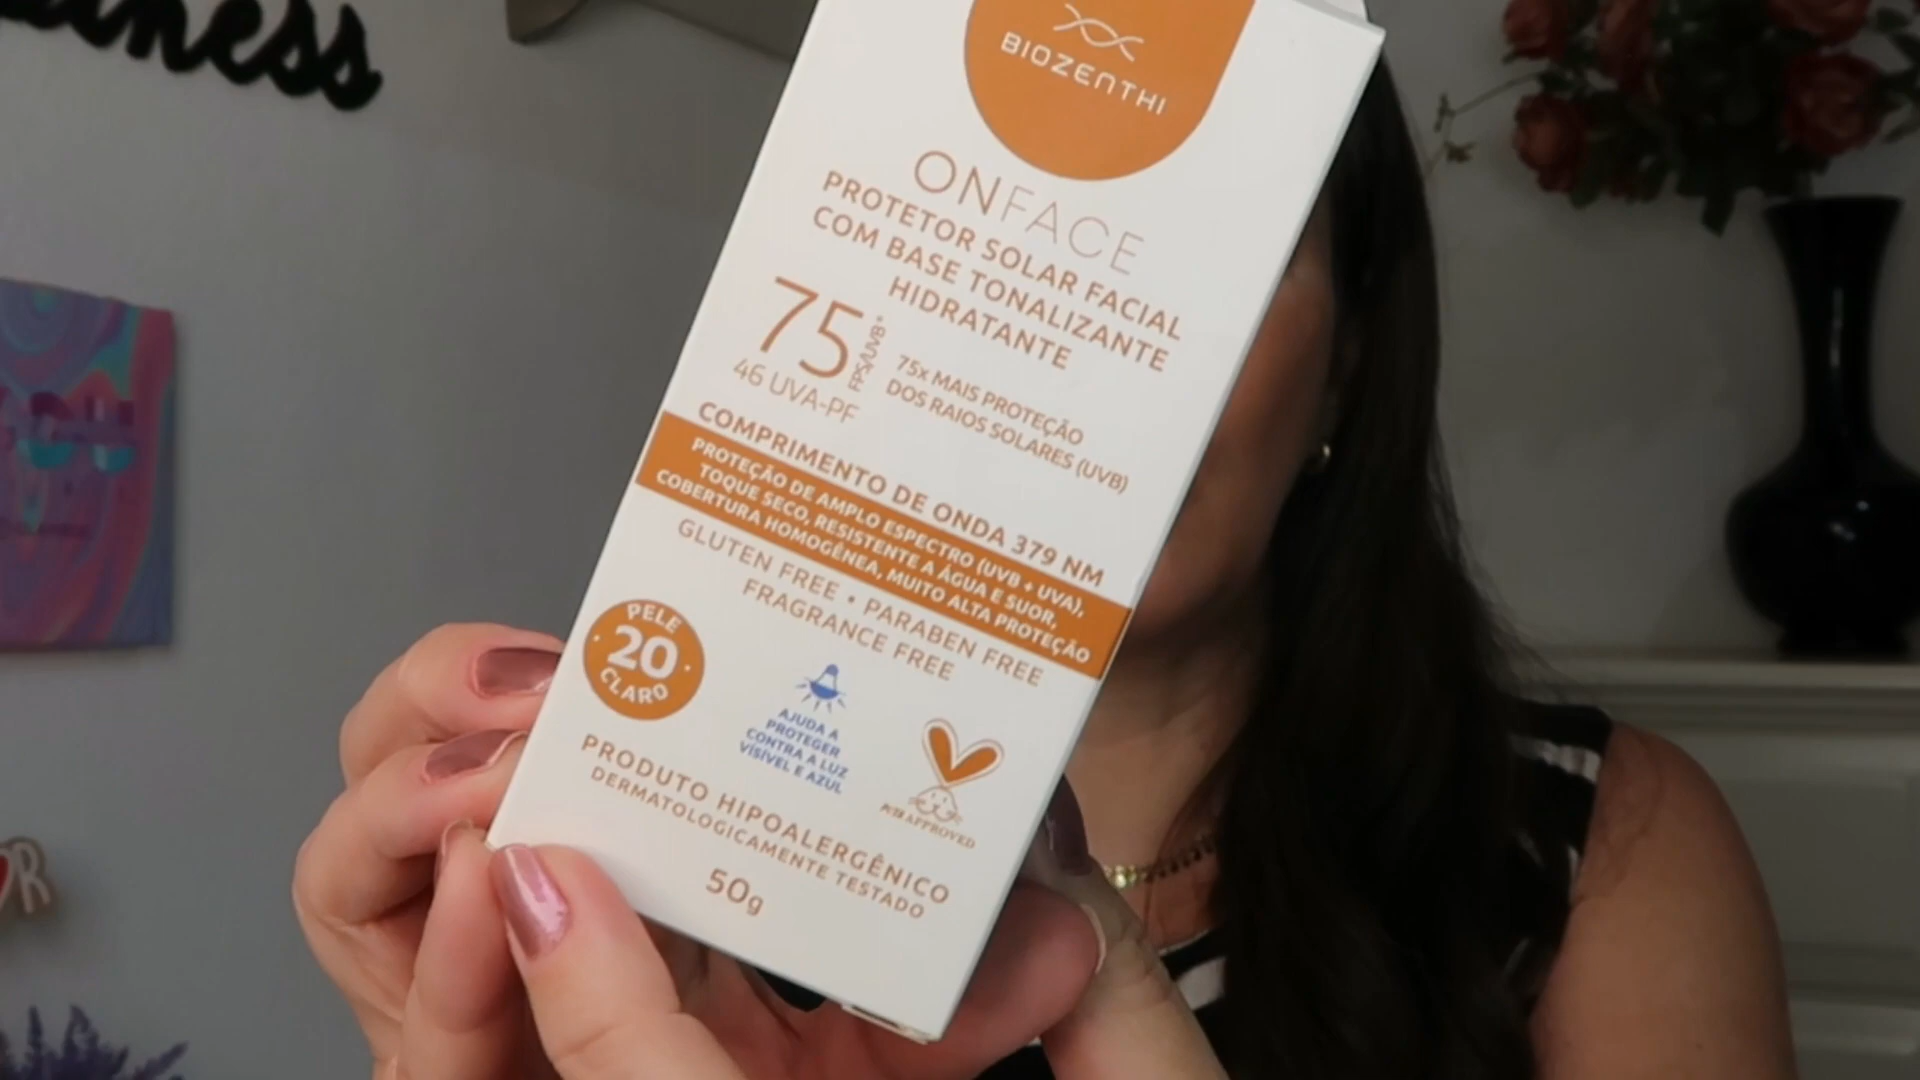 BIOZENTHI
ONFACE
PROTETOR SOLAR FACIAL
COM BASE TONALIZANTE
HIDRATANTE
75
FPS/UVB*
46 UVA-PF
75x MAIS PROTEÇÃO
DOS RAIOS SOLARES (UVB)
COMPRIMENTO DE ONDA 379 NM
PROTEÇÃO DE AMPLO ESPECTRO (UVB + UVA),
TOQUE SECO, RESISTENTE A ÁGUA E SUOR,
COBERTURA HOMOGÊNEA, MUITO ALTA PROTEÇÃO
GLUTEN FREE • PARABEN FREE
FRAGRANCE FREE
PELE
20
CLARO
AJUDA A
PROTEGER
CONTRA A LUZ
VISÍVEL E AZUL
APPROVED
PRODUTO HIPOALERGÊNICO
DERMATOLOGICAMENTE TESTADO
50g